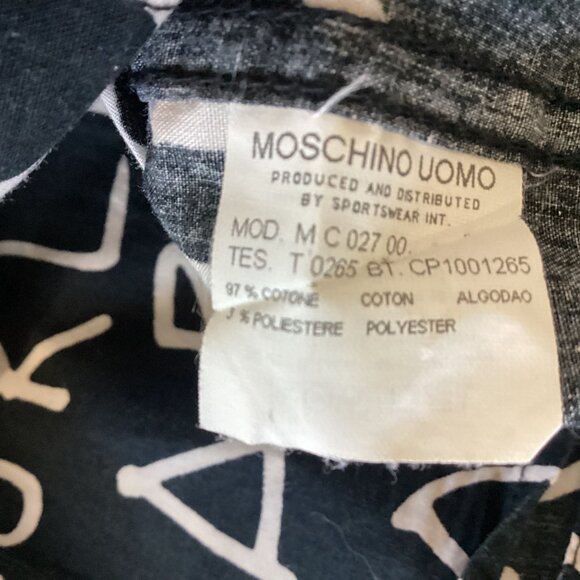 MOSCHINO UOMO
PRODUCED AND DISTRIBUTED
BY SPORTSWEAR INT.
MOD. M C 027 00.
TES. T 0265 BT. CP1001265
97 % COTONE COTON ALGODAO
3 % POLIESTERE POLYESTER